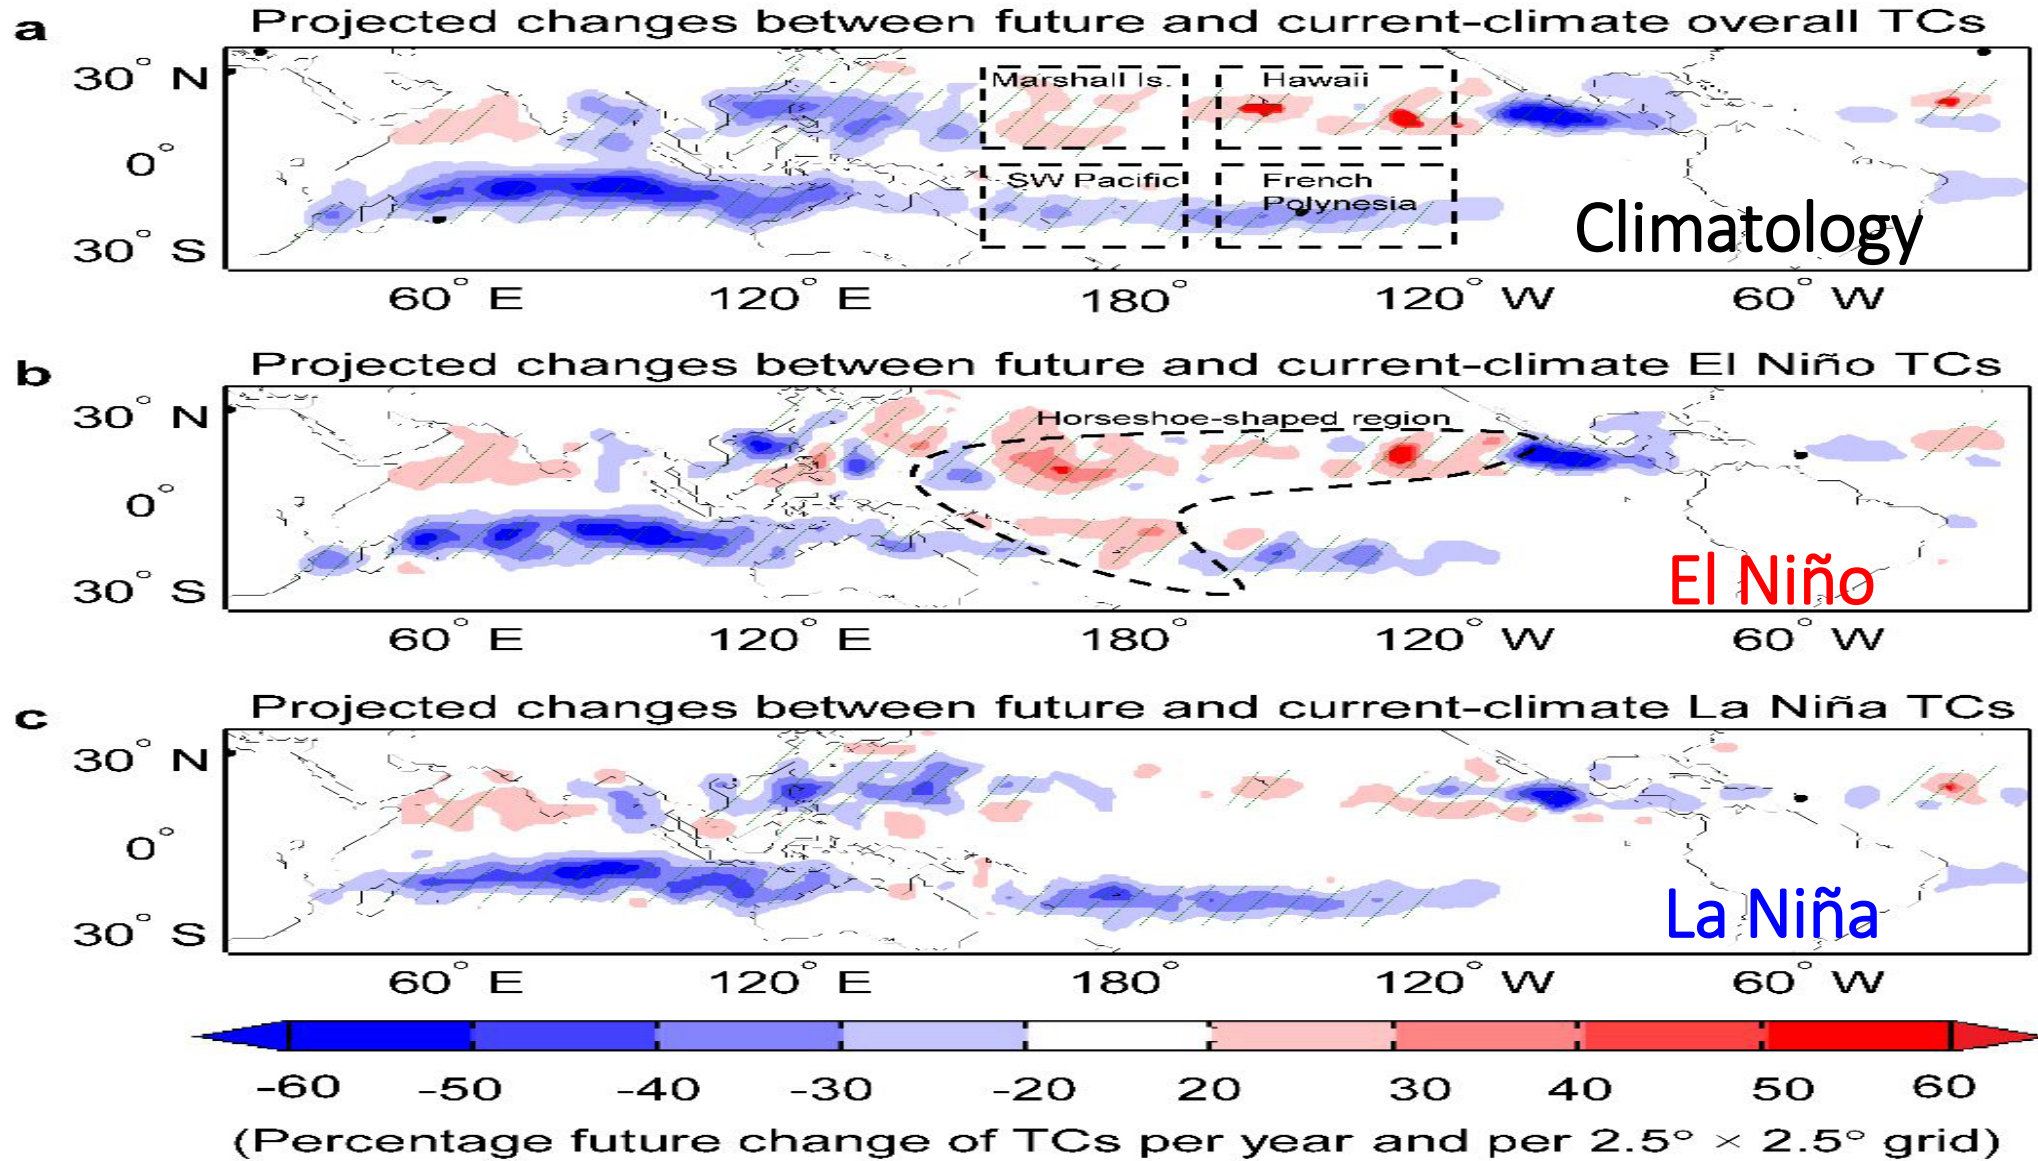 a
Projected changes between future and current-climate overall TCs
30° N
0°
30° S
Marshall Is.
Hawaii
SW Pacific
French
Polynesia
Climatology
60° E
120° E
180°
120° W
60° W
b
Projected changes between future and current-climate El Niño TCs
30° N
0°
30° S
Horseshoe-shaped region
El Niño
60° E
120° E
180°
120° W
60° W
c
Projected changes between future and current-climate La Niña TCs
30° N
0°
30° S
La Niña
60° E
120° E
180°
120° W
60° W
-60 -50 -40 -30 -20 20 30 40 50 60
(Percentage future change of TCs per year and per 2.5° × 2.5° grid)